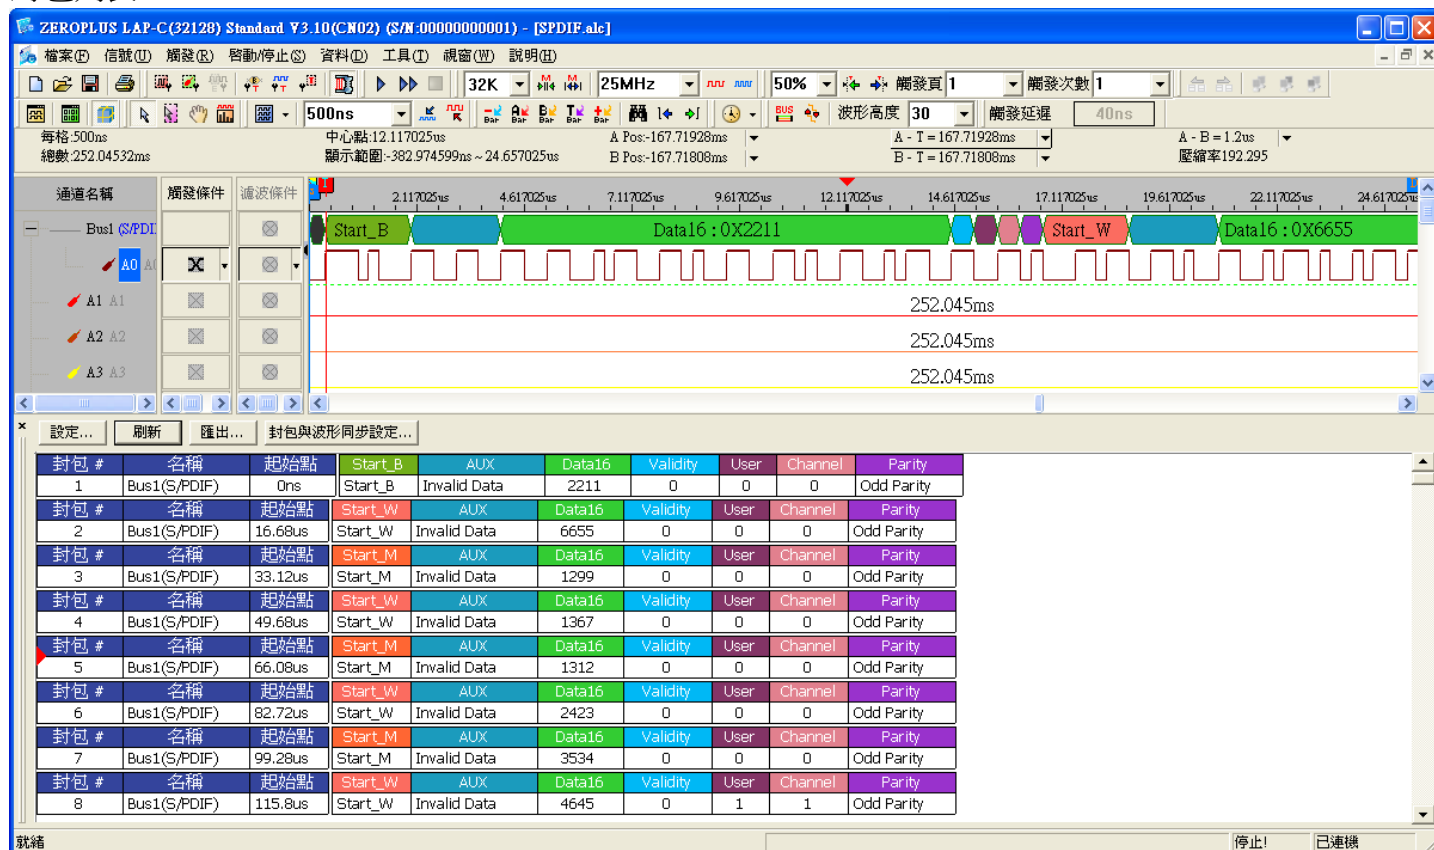 ZEROPLUS LAP-C(32128) Standard V3.10(CN02) (S/N:00000000001) - [SPDIF.alc]
檔案(F) 信號(U) 觸發(R) 啓動/停止(S) 資料(D) 工具(T) 視窗(W) 說明(H)
32K 25MHz 50% 觸發頁 1 觸發次數 1
500ns 波形高度 30 觸發延遲 40ns
每格:500ns 中心點:12.117025us A Pos:-167.71928ms A - T = 167.71928ms A - B = 1.2us
總數:252.04532ms 顯示範圍:-382.974599ns ~ 24.657025us B Pos:-167.71808ms B - T = 167.71808ms 壓縮率192.295
通道名稱 觸發條件 濾波條件 2.117025us 4.617025us 7.117025us 9.617025us 12.117025us 14.617025us 17.117025us 19.617025us 22.117025us 24.617025us
Bus1 (S/PDI Start_B Data16 : 0X2211 Start_W Data16 : 0X6655
A0
A1 A1 252.045ms
A2 A2 252.045ms
A3 A3 252.045ms
設定... 刷新 匯出... 封包與波形同步設定...
封包 # 名稱 起始點 Start_B AUX Data16 Validity User Channel Parity
1 Bus1(S/PDIF) 0ns Start_B Invalid Data 2211 0 0 0 Odd Parity
封包 # 名稱 起始點 Start_W AUX Data16 Validity User Channel Parity
2 Bus1(S/PDIF) 16.68us Start_W Invalid Data 6655 0 0 0 Odd Parity
封包 # 名稱 起始點 Start_M AUX Data16 Validity User Channel Parity
3 Bus1(S/PDIF) 33.12us Start_M Invalid Data 1299 0 0 0 Odd Parity
封包 # 名稱 起始點 Start_W AUX Data16 Validity User Channel Parity
4 Bus1(S/PDIF) 49.68us Start_W Invalid Data 1367 0 0 0 Odd Parity
封包 # 名稱 起始點 Start_M AUX Data16 Validity User Channel Parity
5 Bus1(S/PDIF) 66.08us Start_M Invalid Data 1312 0 0 0 Odd Parity
封包 # 名稱 起始點 Start_W AUX Data16 Validity User Channel Parity
6 Bus1(S/PDIF) 82.72us Start_W Invalid Data 2423 0 0 0 Odd Parity
封包 # 名稱 起始點 Start_M AUX Data16 Validity User Channel Parity
7 Bus1(S/PDIF) 99.28us Start_M Invalid Data 3534 0 0 0 Odd Parity
封包 # 名稱 起始點 Start_W AUX Data16 Validity User Channel Parity
8 Bus1(S/PDIF) 115.8us Start_W Invalid Data 4645 0 1 1 Odd Parity
就緒 停止! 已連機